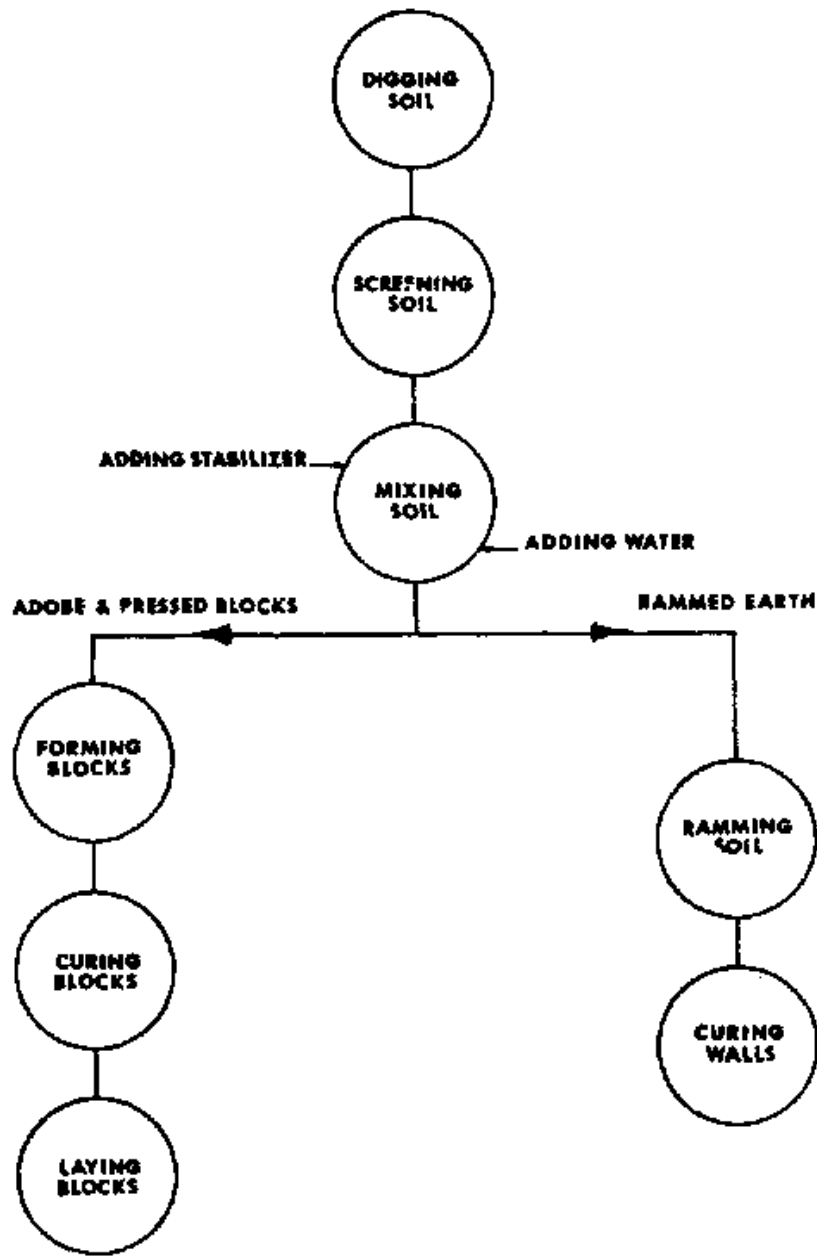 DIGGING
SOIL
SCREENING
SOIL
ADDING STABILIZER
MIXING
SOIL
ADDING WATER
ADOBE & PRESSED BLOCKS
RAMMED EARTH
FORMING
BLOCKS
RAMMING
SOIL
CURING
BLOCKS
CURING
WALLS
LAYING
BLOCKS